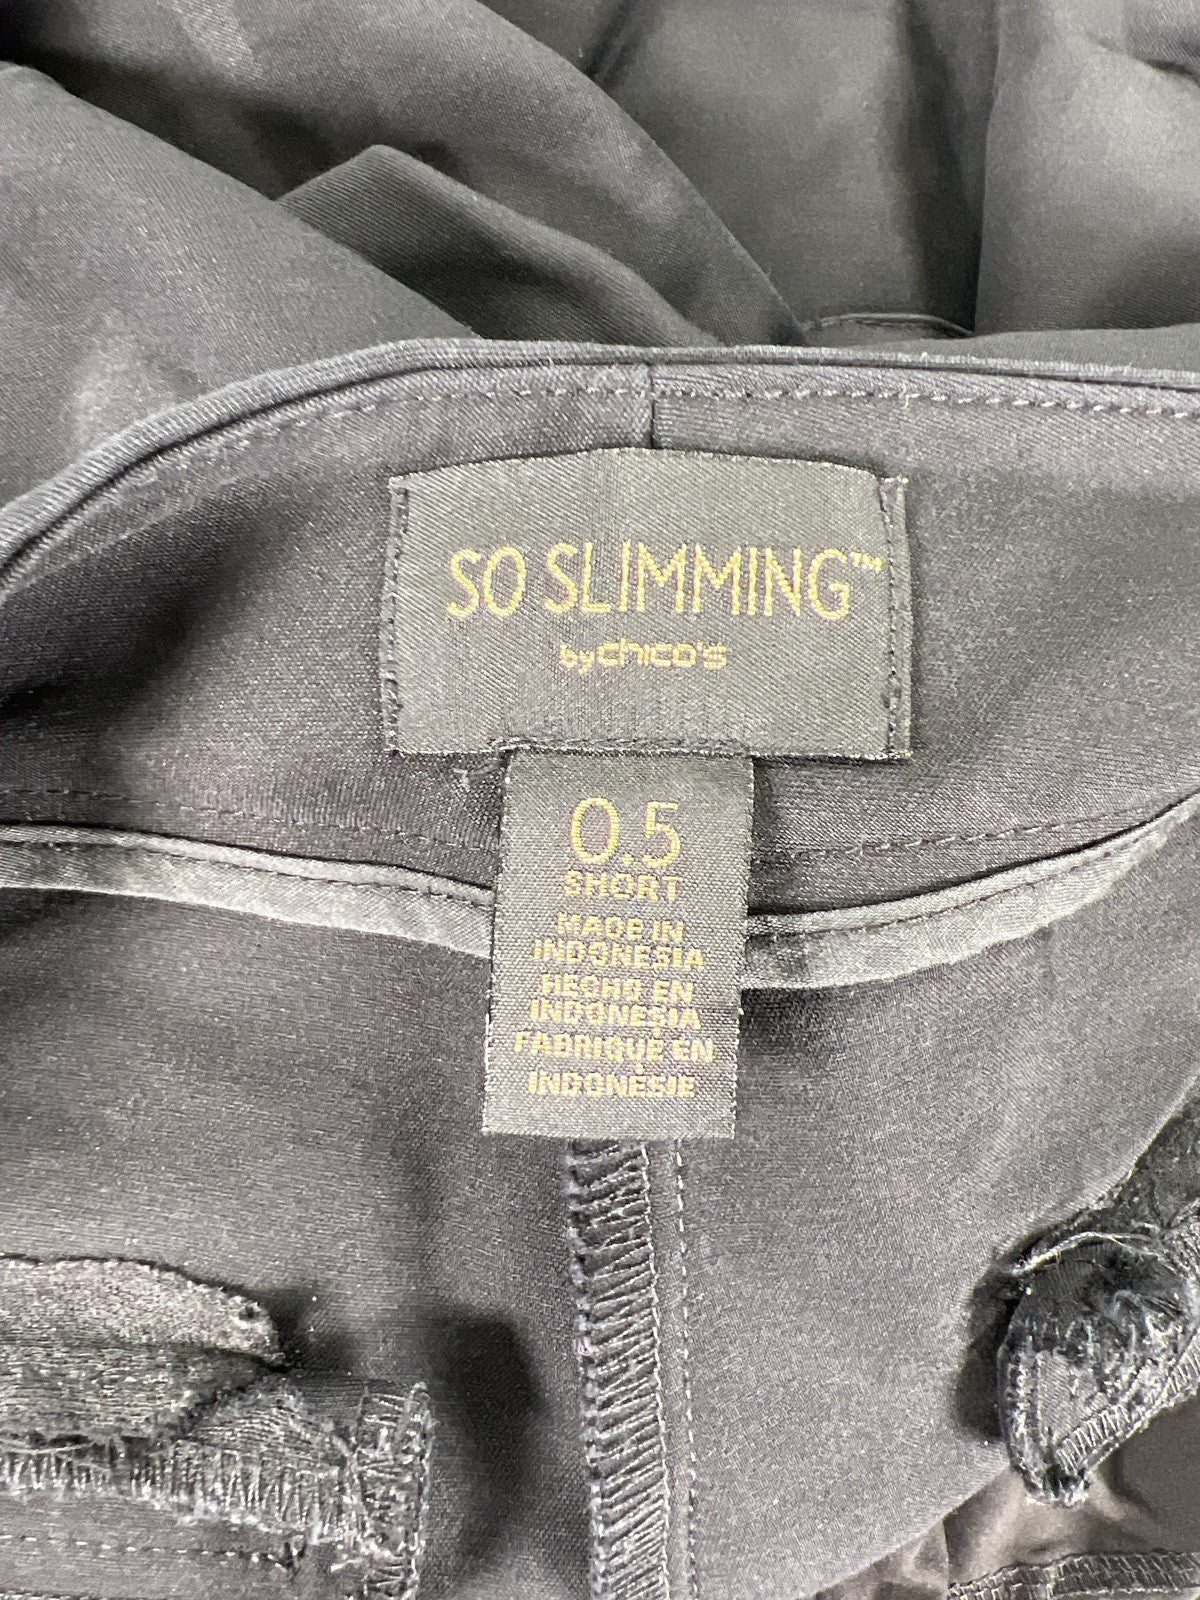 SO SLIMMING™
by chico's
0.5
SHORT
MADE IN
INDONESIA
HECHO EN
INDONESIA
FABRIQUÉ EN
INDONÉSIE